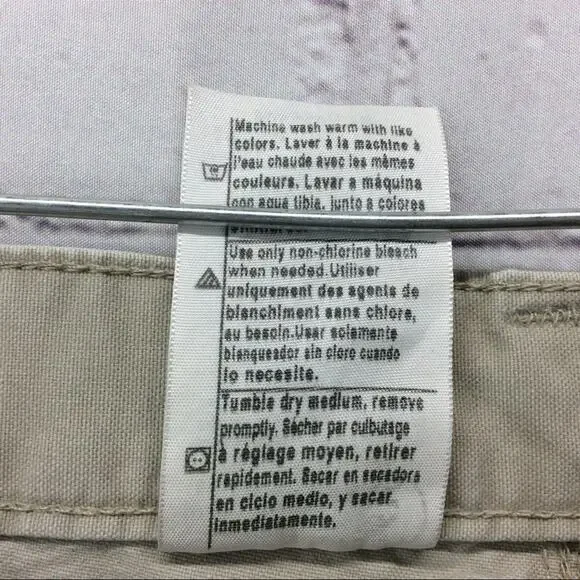 Machine wash warm with like
colors. Laver à la machine à
l'eau chaude avec les mêmes
couleurs. Lavar a máquina
con agua tibia, junto a colores
Use only non-chlorine bleach
when needed. Utiliser
uniquement des agents de
blanchiment sans chlore,
au besoin. Usar solamente
blanqueador sin cloro cuando
lo necesite.
Tumble dry medium, remove
promptly. Sécher par culbutage
à réglage moyen, retirer
rapidement. Secar en secadora
en ciclo medio, y sacar
inmediatamente.